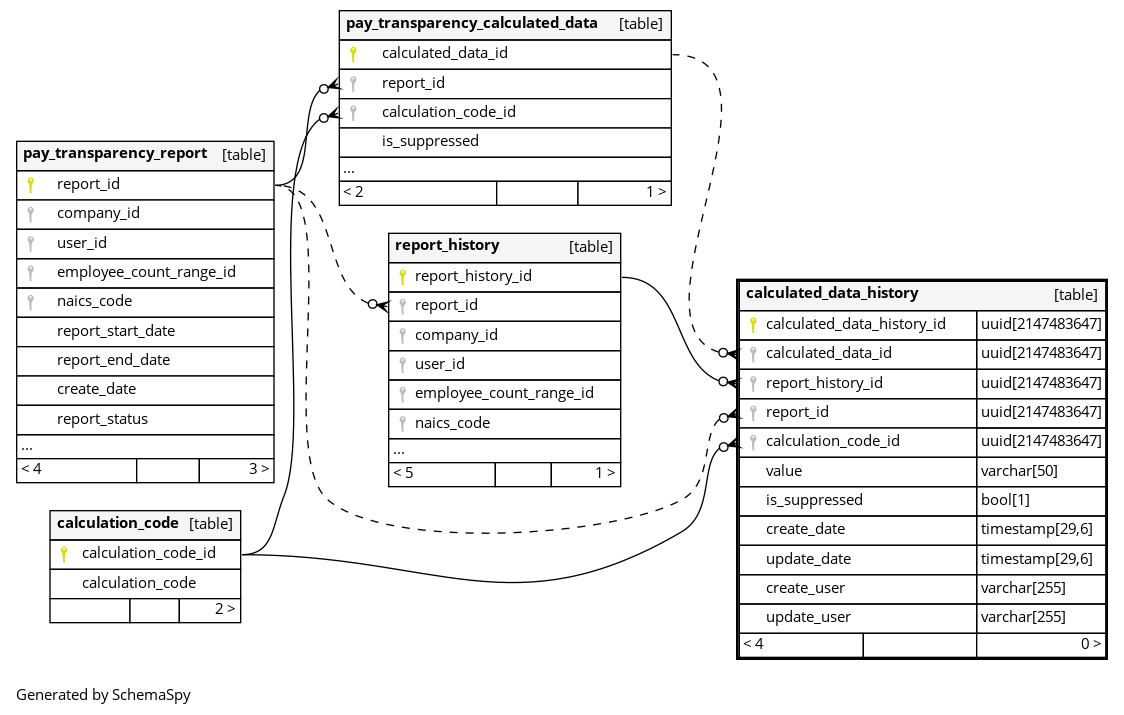 pay_transparency_calculated_data [table]
calculated_data_id
report_id
calculation_code_id
is_suppressed
...
< 2 1 >
pay_transparency_report [table]
report_id
company_id
user_id
employee_count_range_id
naics_code
report_start_date
report_end_date
create_date
report_status
...
< 4 3 >
report_history [table]
report_history_id
report_id
company_id
user_id
employee_count_range_id
naics_code
...
< 5 1 >
calculated_data_history [table]
calculated_data_history_id uuid[2147483647]
calculated_data_id uuid[2147483647]
report_history_id uuid[2147483647]
report_id uuid[2147483647]
calculation_code_id uuid[2147483647]
value varchar[50]
is_suppressed bool[1]
create_date timestamp[29,6]
update_date timestamp[29,6]
create_user varchar[255]
update_user varchar[255]
< 4 0 >
calculation_code [table]
calculation_code_id
calculation_code
2 >
Generated by SchemaSpy